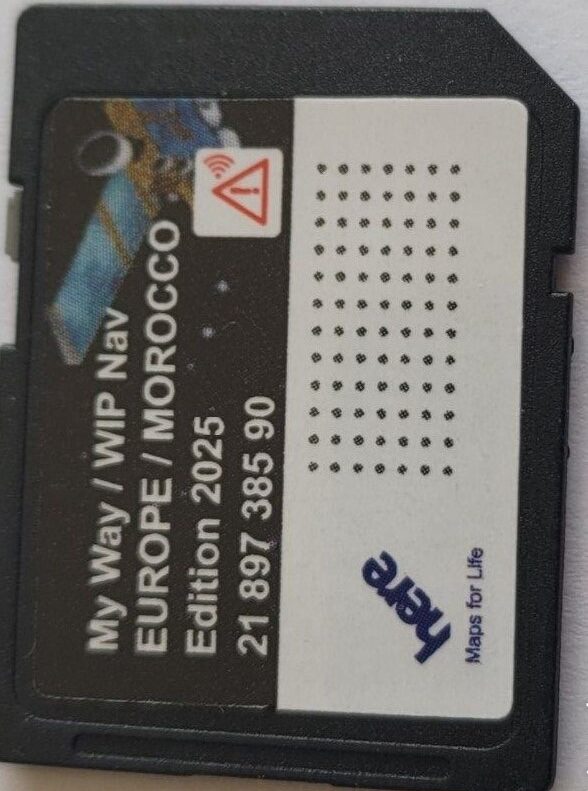 My Way / WIP Nav
EUROPE / MOROCCO
Edition 2025
21 897 385 90
here
Maps for Life